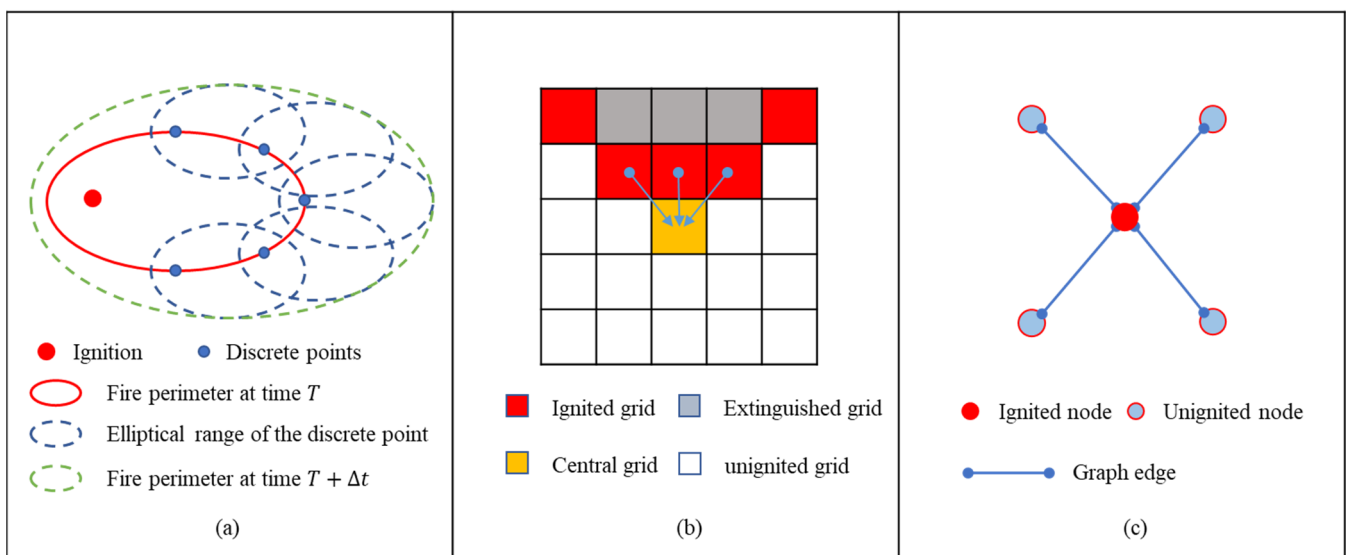 Ignition
Discrete points
Fire perimeter at time T
Elliptical range of the discrete point
Fire perimeter at time T + Δt
(a)
Ignited grid
Extinguished grid
Central grid
unignited grid
(b)
Ignited node
Unignited node
Graph edge
(c)